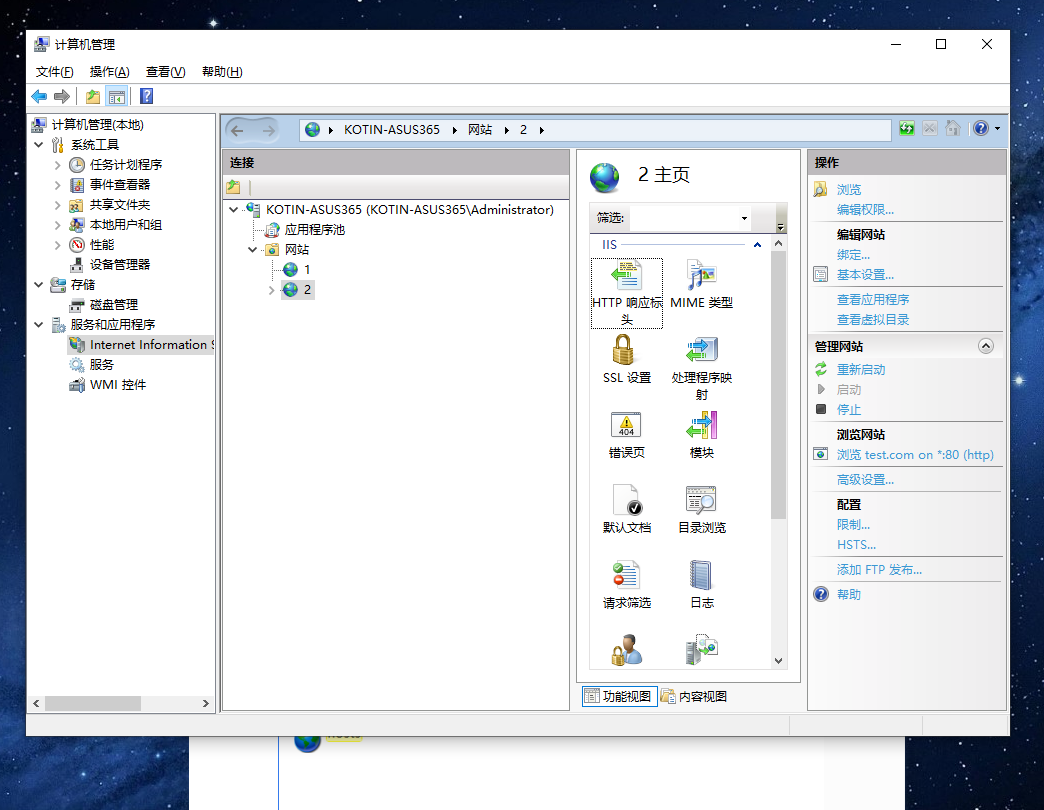 计算机管理
文件(F) 操作(A) 查看(V) 帮助(H)
计算机管理(本地)
系统工具
任务计划程序
事件查看器
共享文件夹
本地用户和组
性能
设备管理器
存储
磁盘管理
服务和应用程序
Internet Information S
服务
WMI 控件
KOTIN-ASUS365 网站 2
连接
KOTIN-ASUS365 (KOTIN-ASUS365\Administrator)
应用程序池
网站
1
2
2 主页
筛选:
IIS
HTTP 响应标
头
MIME 类型
SSL 设置
处理程序映
射
404
错误页
模块
默认文档
目录浏览
请求筛选
日志
功能视图
内容视图
操作
浏览
编辑权限...
编辑网站
绑定...
基本设置...
查看应用程序
查看虚拟目录
管理网站
重新启动
启动
停止
浏览网站
浏览 test.com on *:80 (http)
高级设置...
配置
限制...
HSTS...
添加 FTP 发布...
帮助